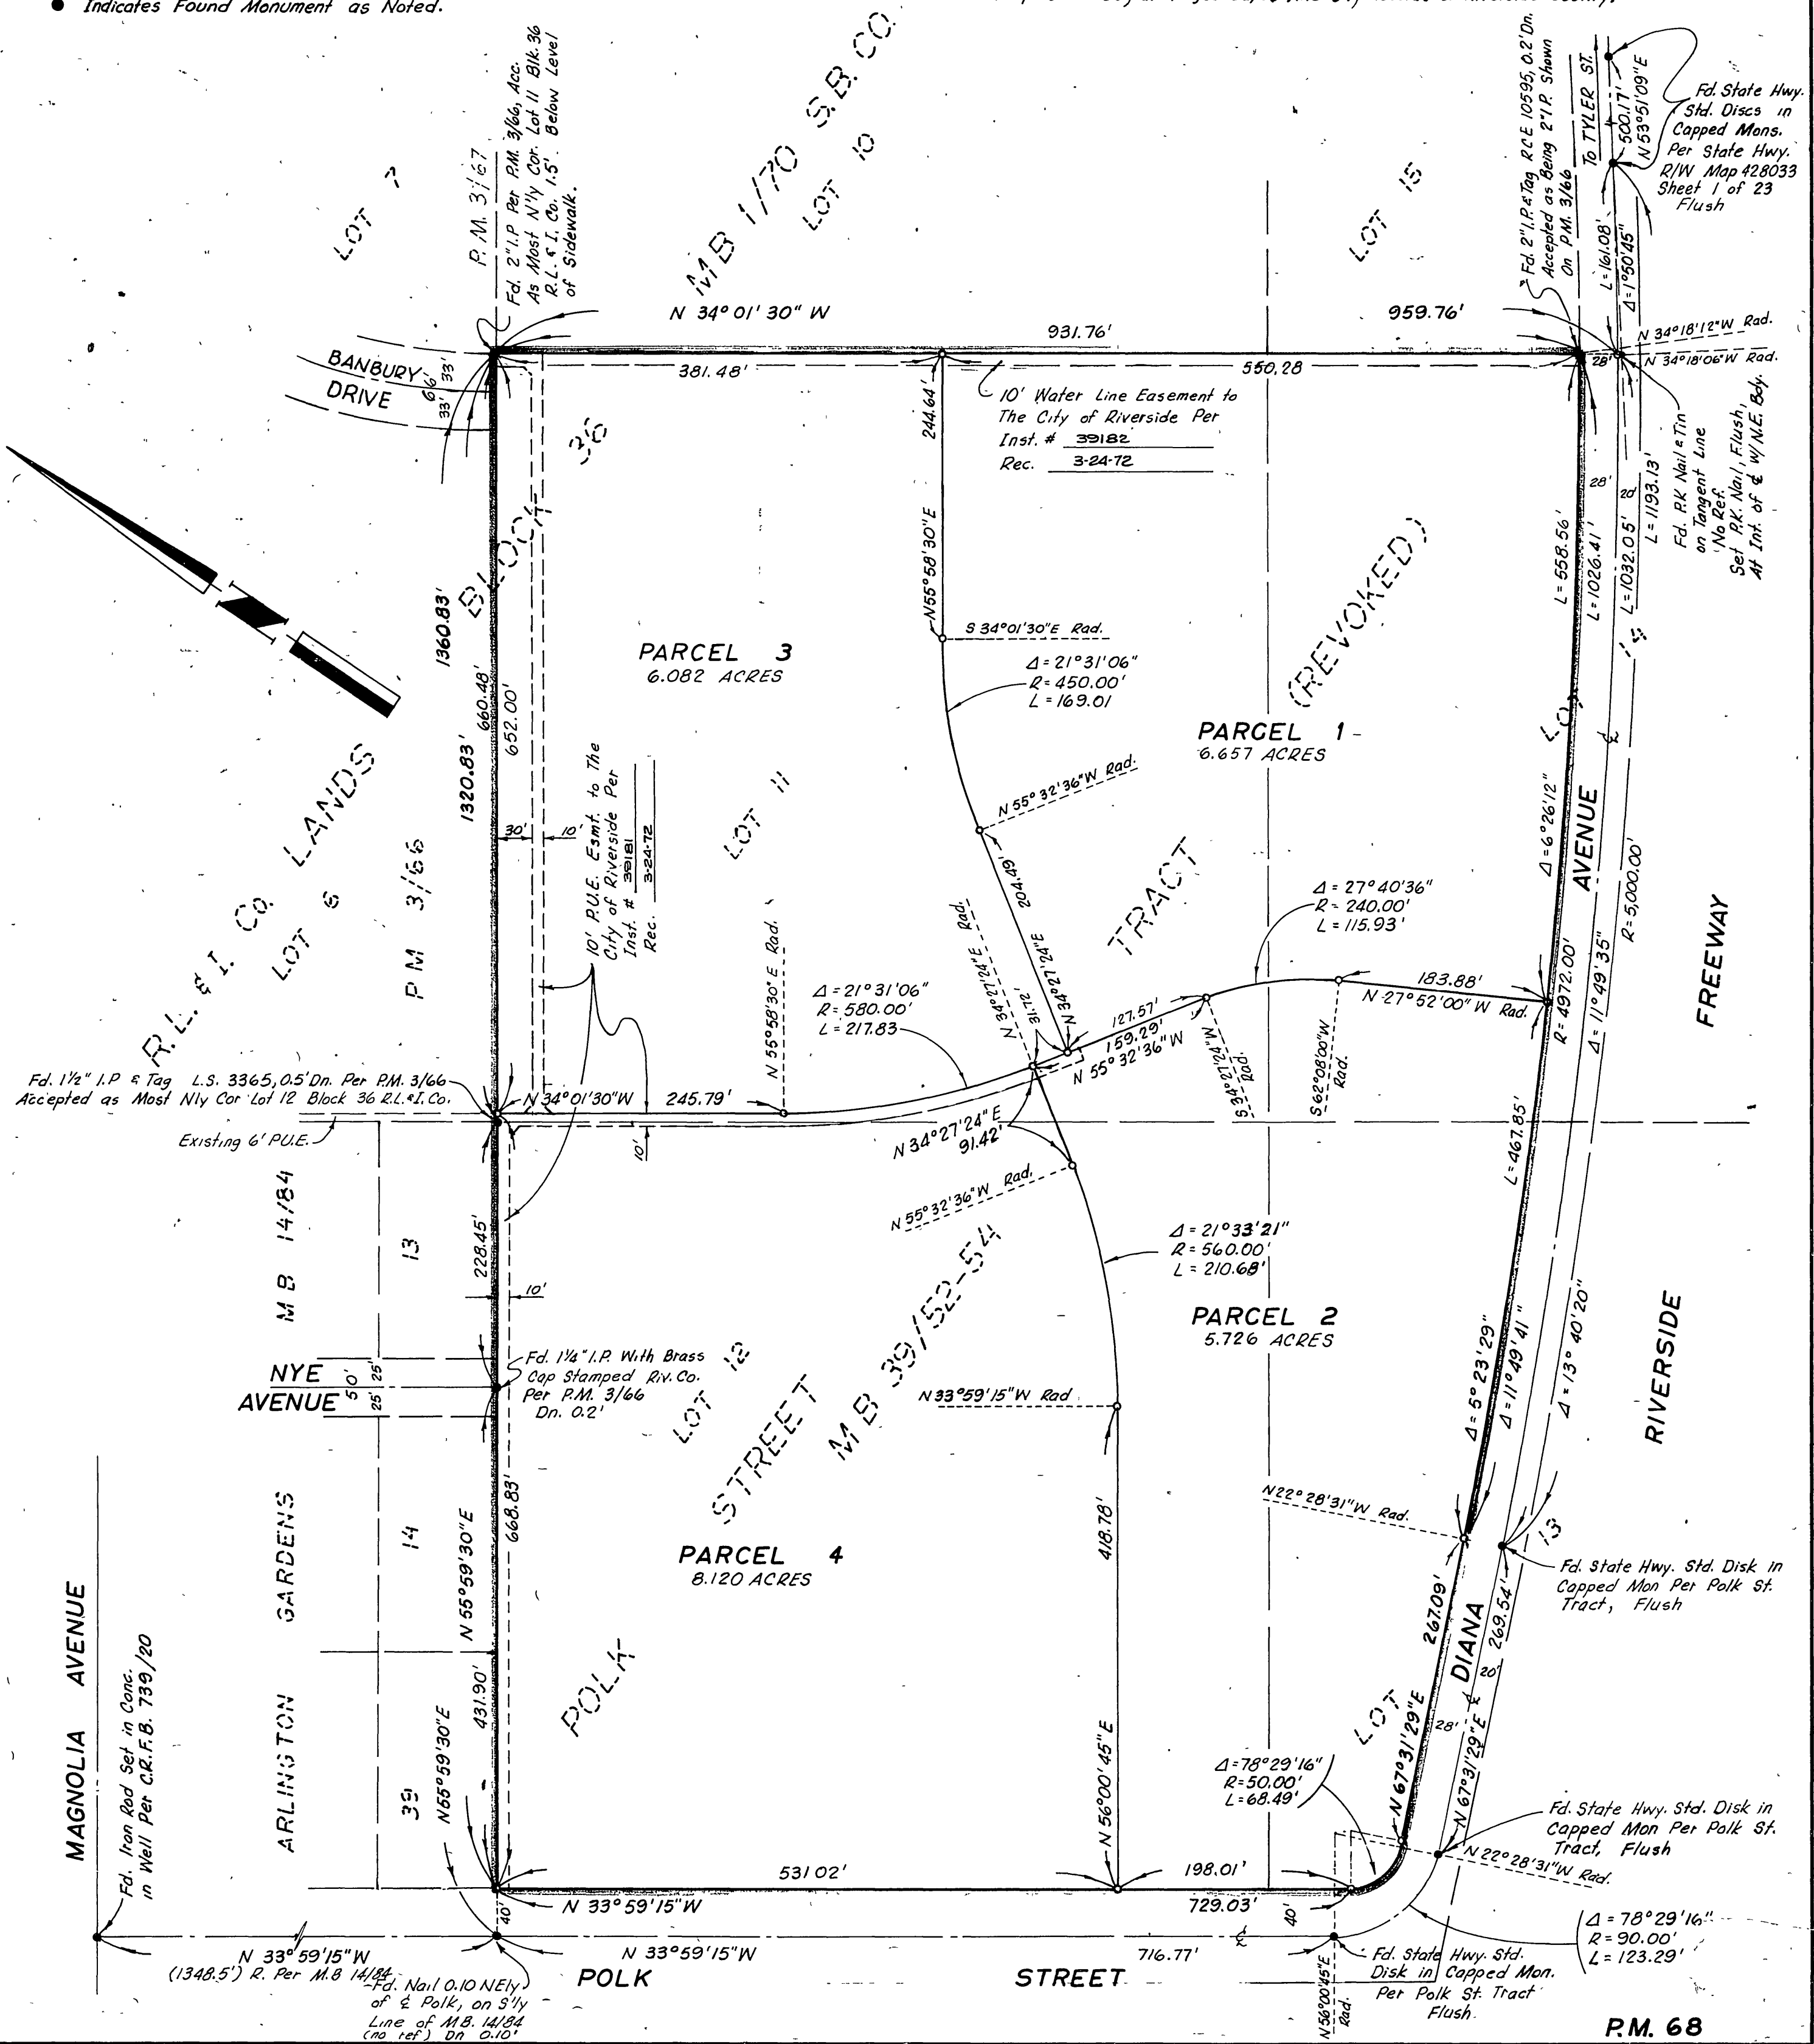 ● Indicates Found Monument as Noted.
P.M. 3/67
Fd. 2" I.P Per P.M. 3/66, Acc.
As Most N'ly Cor. Lot 11 Blk. 36
R.L. & I. Co. 1.5'. Below Level
of Sidewalk.
LOT 7
MB 1/70 S.B. CO.
LOT 10
LOT 15
Fd. 2" I.P. & Tag RCE 10595, 0.2' Dn.
Accepted as Being 2" I.P. Shown
On P.M. 3/66
To TYLER ST.
500.17'
N 53°51'09"E
Fd. State Hwy.
Std. Discs in
Capped Mons.
Per State Hwy.
R/W Map 428033
Sheet 1 of 23
Flush
L=161.08'
Δ=1°50'45"
N 34°01'30" W
931.76'
959.76'
N 34°18'12"W Rad.
28'
N 34°18'06"W Rad.
BANBURY
DRIVE
66'
33'
33'
381.48'
550.28
10' Water Line Easement to
The City of Riverside Per
Inst. # 39182
Rec. 3-24-72
244.64'
N55°58'30"E
Fd. P.K Nail & Tin
on Tangent Line
No Ref.
Set P.K. Nail, Flush,
At Int. of ℄ W/N.E. Bdy.
28'
20'
L=558.56'
L=1026.41'
L=1032.05'
L=1193.13'
BLOCK 36
1360.83'
1320.83'
660.48'
652.00'
PARCEL 3
6.082 ACRES
S 34°01'30"E Rad.
Δ=21°31'06"
R=450.00'
L=169.01
(REVOKED)
LOT 14
PARCEL 1
6.657 ACRES
N 55°32'36"W Rad.
R.L. & I. Co. LANDS
LOT 6
PM 3/66
30'
10'
10' P.U.E. Esmt. to The
City of Riverside Per
Inst. # 39181
Rec. 3-24-72
LOT 11
204.49'
N 34°27'24"E
TRACT
Δ=6°26'12"
AVENUE
℄
R=5,000.00'
FREEWAY
N 55°58'30"E Rad.
N 34°27'24"E Rad.
31.72'
Δ=21°31'06"
R=580.00'
L=217.83
Δ=27°40'36"
R=240.00'
L=115.93'
127.57'
159.29'
N 55°32'36"W
S 34°27'24"W
Rad.
S 62°08'00"W
Rad.
183.88'
N 27°52'00" W Rad.
R=4972.00'
Δ=11°49'35"
Fd. 1½" I.P & Tag L.S. 3365, 0.5' Dn. Per P.M. 3/66
Accepted as Most Nly Cor Lot 12 Block 36 R.L.&I.Co.
N 34°01'30"W 245.79'
Existing 6' P.U.E.
10'
N 34°27'24" E
91.42'
N 55°32'36"W Rad.
L=467.85'
MB 14/84
13
228.45'
10'
MB 39/52-54
Δ=21°33'21"
R=560.00'
L=210.68'
PARCEL 2
5.726 ACRES
Δ=5°23'29"
Δ=11°49'41"
Δ=13°40'20"
RIVERSIDE
NYE
AVENUE
50'
25' 25'
Fd. 1¼" I.P. With Brass
Cap Stamped Riv. Co.
Per P.M. 3/66
Dn. 0.2'
LOT 12
N 33°59'15"W Rad.
STREET
N22°28'31"W Rad.
13
Fd. State Hwy. Std. Disk in
Capped Mon Per Polk St.
Tract, Flush
GARDENS
14
N 55°59'30"E
668.83'
PARCEL 4
8.120 ACRES
418.78'
267.09'
269.54'
DIANA
20'
28'
℄
MAGNOLIA AVENUE
Fd. Iron Rod Set in Conc.
in Well Per C.R.F.B. 739/20
ARLINGTON
39
N55°59'30"E
431.90'
POLK
N 56°00'45"E
LOT
N67°31'29"E
N 67°31'29"E
Δ=78°29'16"
R=50.00'
L=68.49'
Fd. State Hwy. Std. Disk in
Capped Mon Per Polk St.
Tract, Flush
N 22°28'31"W Rad.
531.02'
198.01'
N 33°59'15"W
729.03'
40'
40'
Δ=78°29'16"
R=90.00'
L=123.29'
N 33°59'15"W
(1348.5') R. Per M.B 14/84
N 33°59'15"W
716.77'
℄
Fd. Nail 0.10 NEly
of ℄ Polk, on S'ly
Line of M.B. 14/84
(no ref) Dn 0.10'
POLK STREET
N56°00'45"E
Rad.
Fd. State Hwy. Std.
Disk in Capped Mon.
Per Polk St. Tract
Flush.
P.M. 68